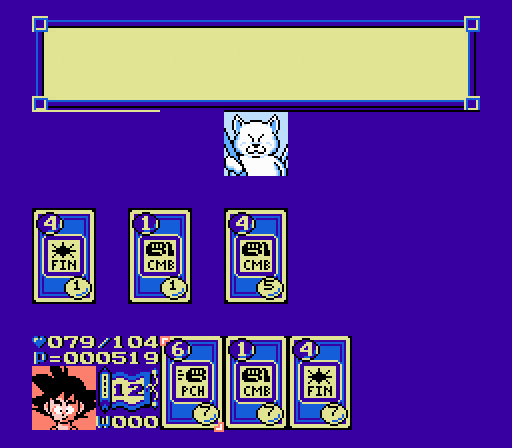 4 1 4
FIN CMB CMB
1 1 5
079/104 6 1 4
P=000519
12 PCH CMB FIN
W000 7 7 7